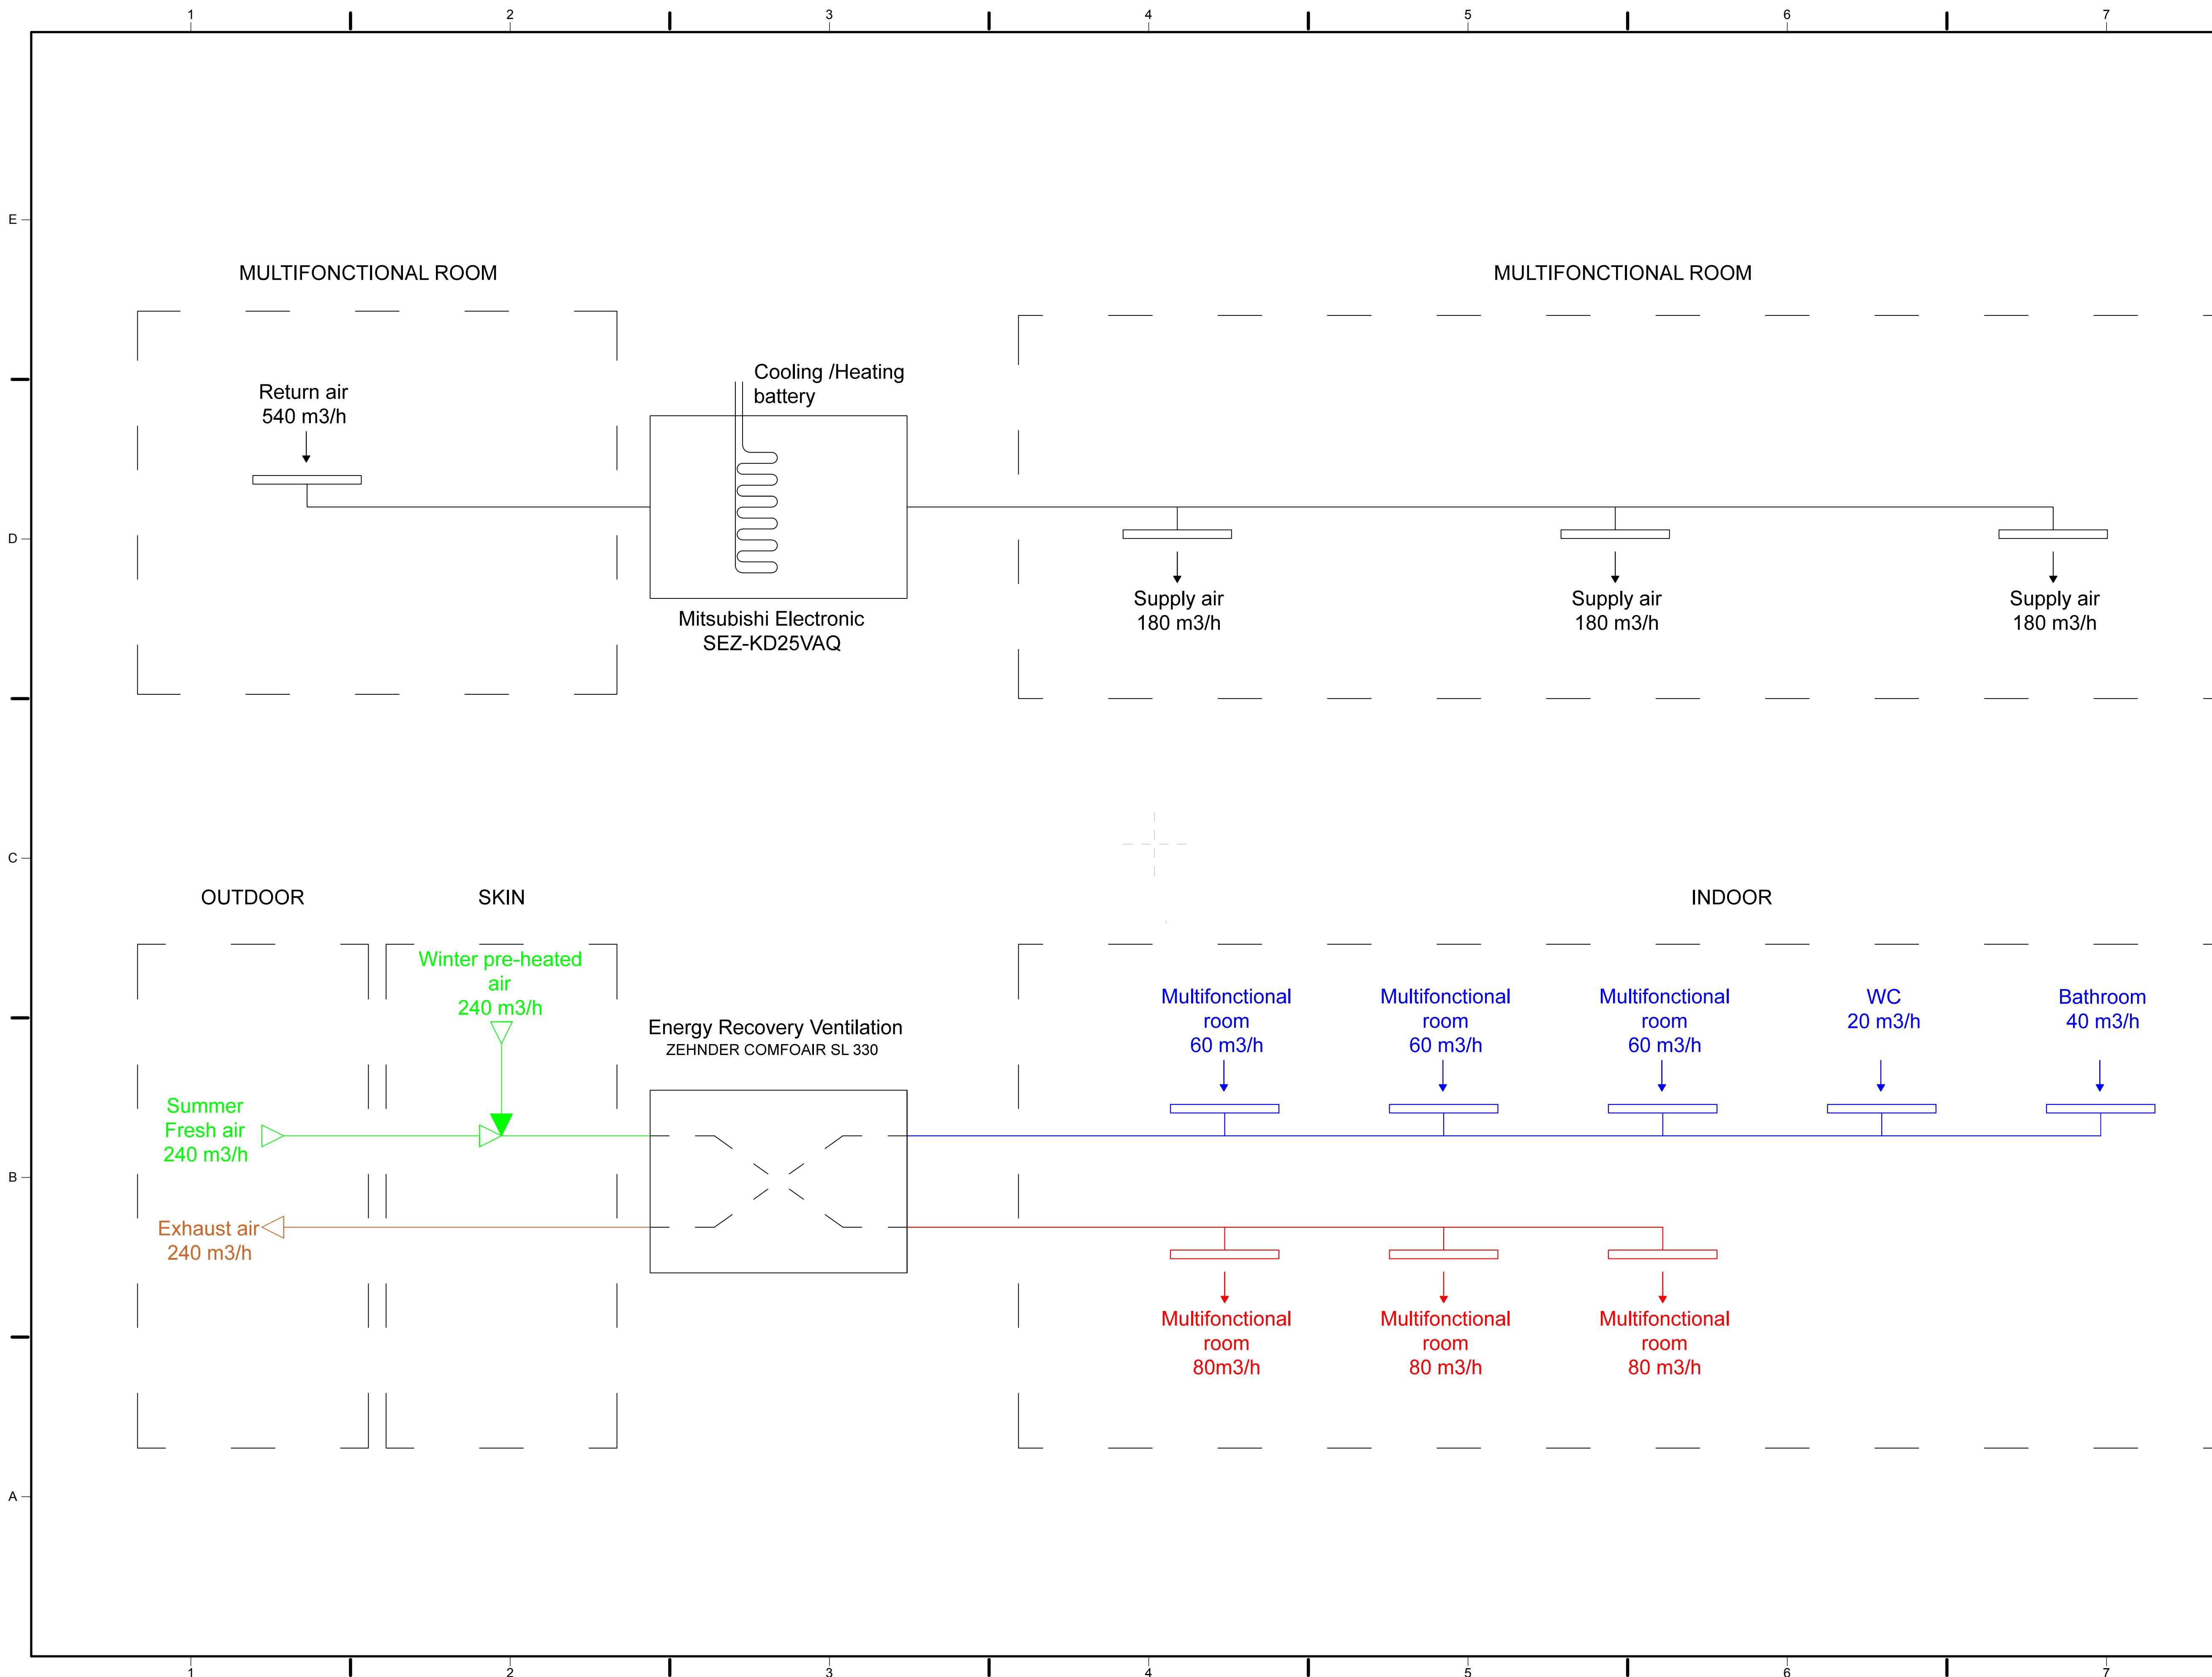 1 2 3 4 5 6 7
E
MULTIFONCTIONAL ROOM
MULTIFONCTIONAL ROOM
Return air
540 m3/h
Cooling /Heating
battery
Mitsubishi Electronic
SEZ-KD25VAQ
D
Supply air
180 m3/h
Supply air
180 m3/h
Supply air
180 m3/h
C
OUTDOOR
SKIN
INDOOR
Winter pre-heated
air
240 m3/h
Summer
Fresh air
240 m3/h
Exhaust air
240 m3/h
Energy Recovery Ventilation
ZEHNDER COMFOAIR SL 330
Multifonctional
room
60 m3/h
Multifonctional
room
60 m3/h
Multifonctional
room
60 m3/h
WC
20 m3/h
Bathroom
40 m3/h
B
Multifonctional
room
80m3/h
Multifonctional
room
80 m3/h
Multifonctional
room
80 m3/h
A
1 2 3 4 5 6 7